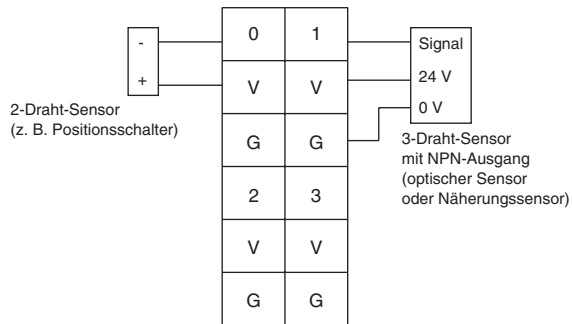 -
+
2-Draht-Sensor
(z. B. Positionsschalter)
0 1
V V
G G
2 3
V V
G G
Signal
24 V
0 V
3-Draht-Sensor
mit NPN-Ausgang
(optischer Sensor
oder Näherungssensor)